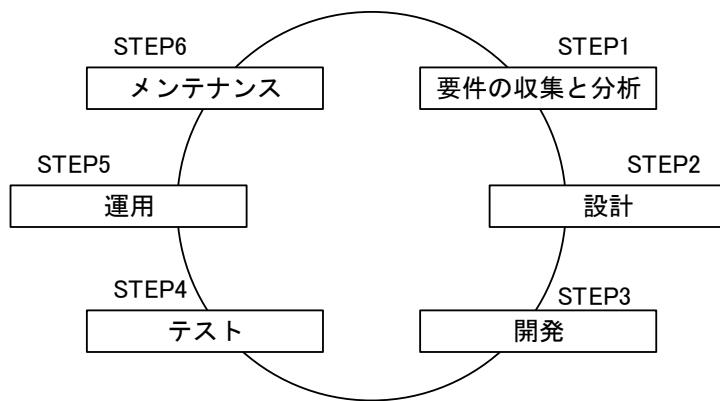 STEP1
要件の収集と分析
STEP2
設計
STEP3
開発
STEP4
テスト
STEP5
運用
STEP6
メンテナンス